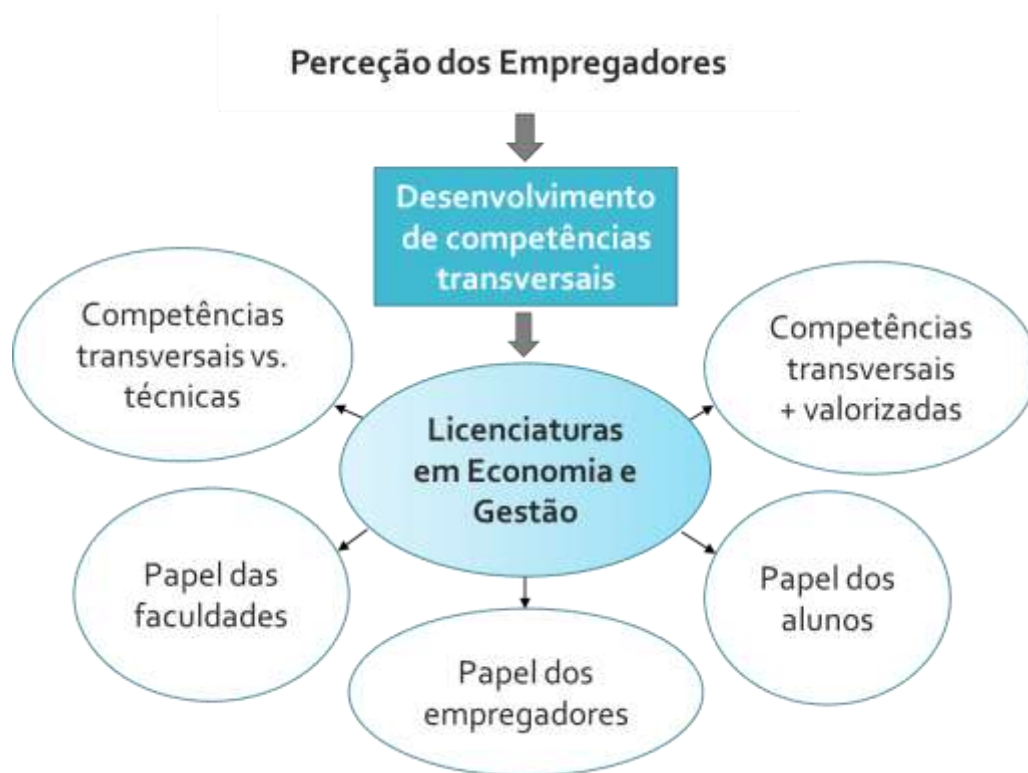 Perceção dos Empregadores
Desenvolvimento
de competências
transversais
Competências
transversais vs.
técnicas
Competências
transversais
+ valorizadas
Licenciaturas
em Economia e
Gestão
Papel das
faculdades
Papel dos
alunos
Papel dos
empregadores